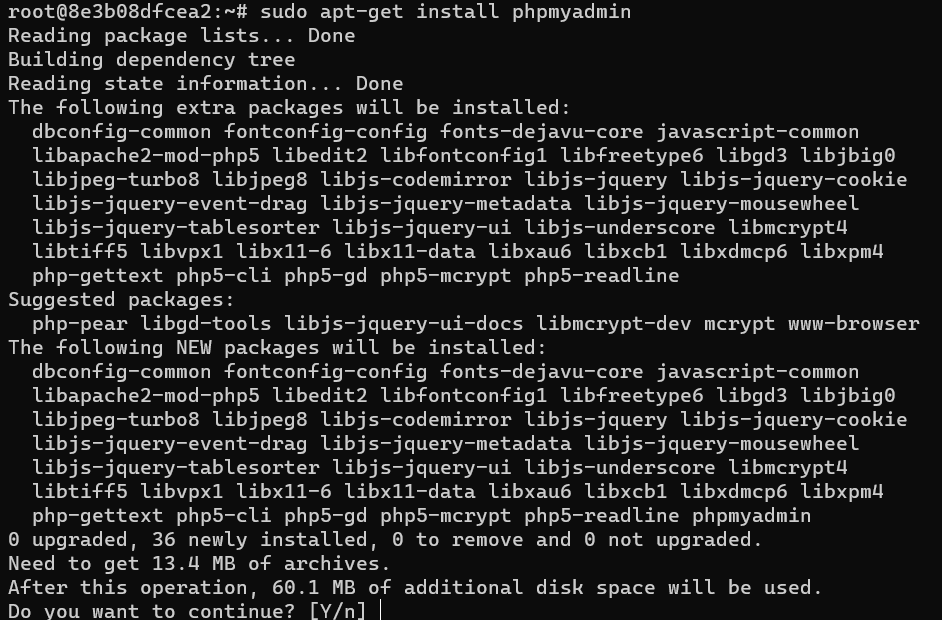 root@8e3b08dfcea2:~# sudo apt-get install phpmyadmin
Reading package lists... Done
Building dependency tree
Reading state information... Done
The following extra packages will be installed:
  dbconfig-common fontconfig-config fonts-dejavu-core javascript-common
  libapache2-mod-php5 libedit2 libfontconfig1 libfreetype6 libgd3 libjbig0
  libjpeg-turbo8 libjpeg8 libjs-codemirror libjs-jquery libjs-jquery-cookie
  libjs-jquery-event-drag libjs-jquery-metadata libjs-jquery-mousewheel
  libjs-jquery-tablesorter libjs-jquery-ui libjs-underscore libmcrypt4
  libtiff5 libvpx1 libx11-6 libx11-data libxau6 libxcb1 libxdmcp6 libxpm4
  php-gettext php5-cli php5-gd php5-mcrypt php5-readline
Suggested packages:
  php-pear libgd-tools libjs-jquery-ui-docs libmcrypt-dev mcrypt www-browser
The following NEW packages will be installed:
  dbconfig-common fontconfig-config fonts-dejavu-core javascript-common
  libapache2-mod-php5 libedit2 libfontconfig1 libfreetype6 libgd3 libjbig0
  libjpeg-turbo8 libjpeg8 libjs-codemirror libjs-jquery libjs-jquery-cookie
  libjs-jquery-event-drag libjs-jquery-metadata libjs-jquery-mousewheel
  libjs-jquery-tablesorter libjs-jquery-ui libjs-underscore libmcrypt4
  libtiff5 libvpx1 libx11-6 libx11-data libxau6 libxcb1 libxdmcp6 libxpm4
  php-gettext php5-cli php5-gd php5-mcrypt php5-readline phpmyadmin
0 upgraded, 36 newly installed, 0 to remove and 0 not upgraded.
Need to get 13.4 MB of archives.
After this operation, 60.1 MB of additional disk space will be used.
Do you want to continue? [Y/n]